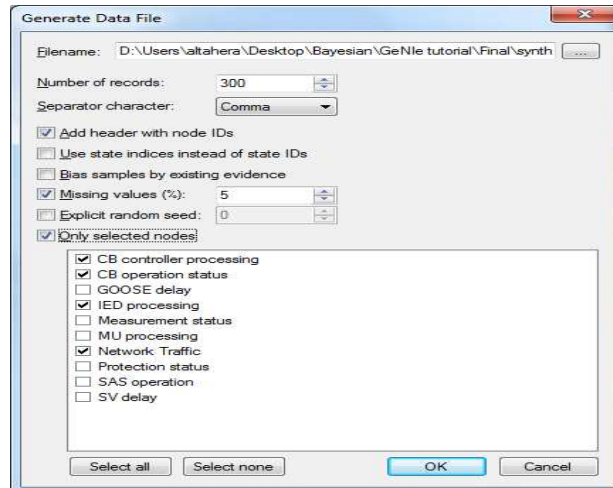 Generate Data File
Filename: D:\Users\altahera\Desktop\Bayesian\GeNIe tutorial\Final\synth ...
Number of records: 300
Separator character: Comma
Add header with node IDs
Use state indices instead of state IDs
Bias samples by existing evidence
Missing values (%): 5
Explicit random seed: 0
Only selected nodes
CB controller processing
CB operation status
GOOSE delay
IED processing
Measurement status
MU processing
Network Traffic
Protection status
SAS operation
SV delay
Select all Select none OK Cancel